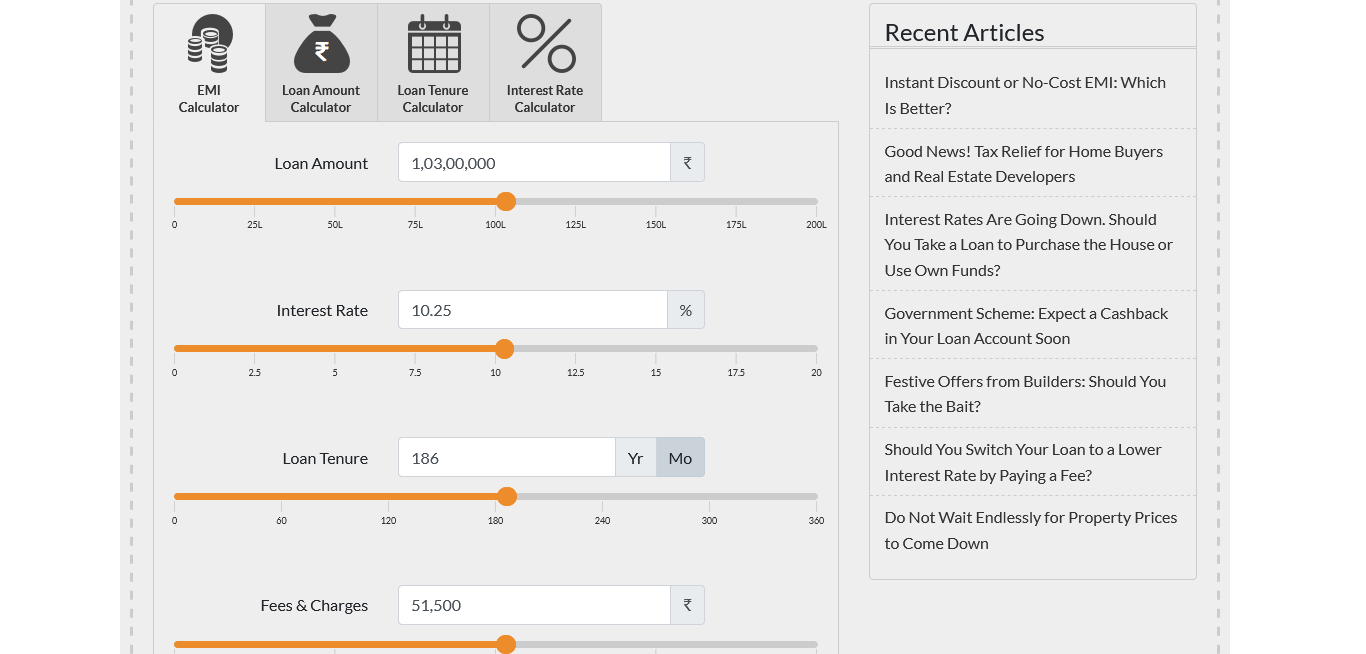 EMI
Calculator
Loan Amount
Calculator
Loan Tenure
Calculator
Interest Rate
Calculator
Loan Amount 1,03,00,000 ₹
0 25L 50L 75L 100L 125L 150L 175L 200L
Interest Rate 10.25 %
0 2.5 5 7.5 10 12.5 15 17.5 20
Loan Tenure 186 Yr Mo
0 60 120 180 240 300 360
Fees & Charges 51,500 ₹
Recent Articles
Instant Discount or No-Cost EMI: Which
Is Better?
Good News! Tax Relief for Home Buyers
and Real Estate Developers
Interest Rates Are Going Down. Should
You Take a Loan to Purchase the House or
Use Own Funds?
Government Scheme: Expect a Cashback
in Your Loan Account Soon
Festive Offers from Builders: Should You
Take the Bait?
Should You Switch Your Loan to a Lower
Interest Rate by Paying a Fee?
Do Not Wait Endlessly for Property Prices
to Come Down